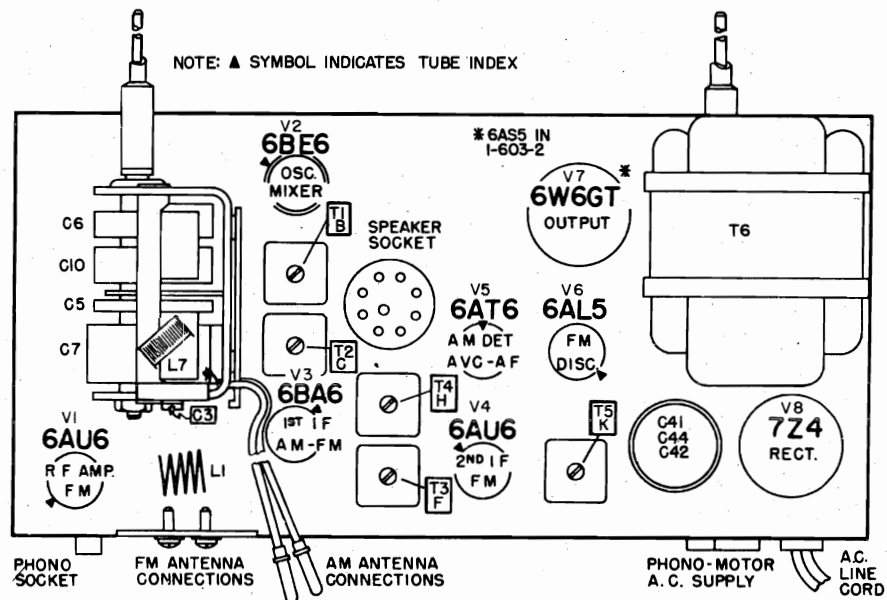 NOTE: ▲ SYMBOL INDICATES TUBE INDEX
V2
6BE6
OSC.
MIXER
* 6AS5 IN
1-603-2
V7 *
6W6GT
OUTPUT
T6
C6
C10
C5
C7
L7
C3
T1
B
SPEAKER
SOCKET
T2
C
V5
6AT6
AM DET
AVC-AF
V6
6AL5
FM
DISC.
V3
6BA6
1ST IF
AM-FM
T4
H
V4
6AU6
2ND IF
FM
T3
F
T5
K
C41
C44
C42
V8
7Z4
RECT.
V1
6AU6
RF AMP.
FM
L1
PHONO
SOCKET
FM ANTENNA
CONNECTIONS
AM ANTENNA
CONNECTIONS
PHONO-MOTOR
A.C. SUPPLY
A.C.
LINE
CORD